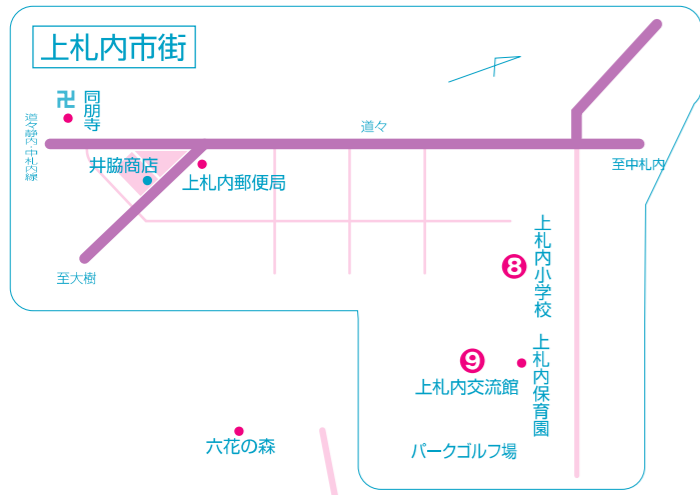 上札内市街
卍
同朋寺
道々静内・中札内線
道々
井脇商店
上札内郵便局
至中札内
至大樹
8
上札内小学校
9
上札内交流館
上札内保育園
六花の森
パークゴルフ場